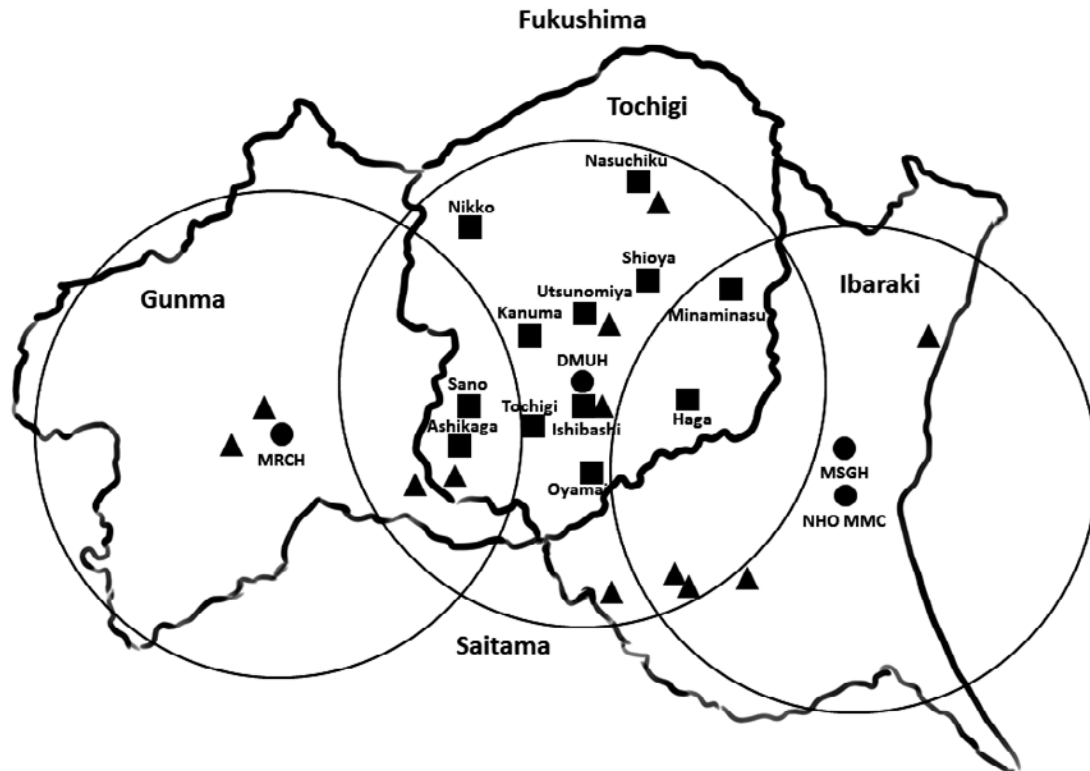 Fukushima
Tochigi
Nasuchiku
Nikko
Shioya
Gunma
Utsunomiya
Ibaraki
Kanuma
Minaminasu
DMUH
Sano
Tochigi
Ashikaga
Ishibashi
Haga
MRCH
MSGH
Oyama
NHO MMC
Saitama